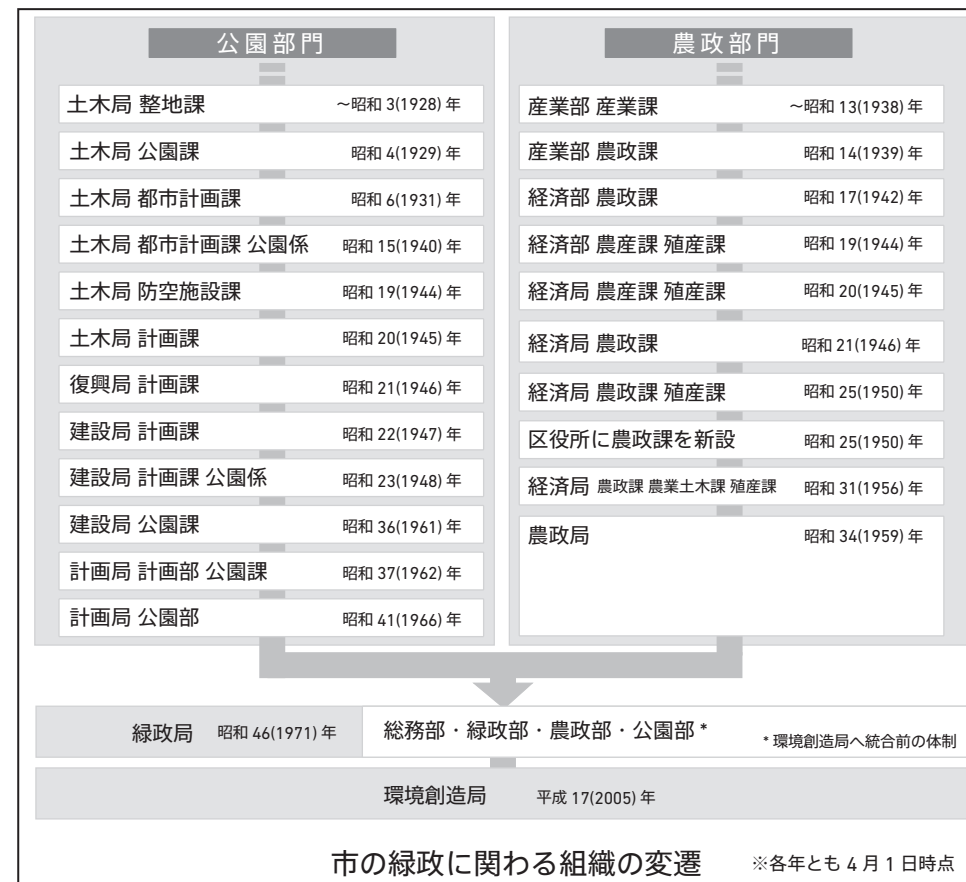 公園部門
土木局 整地課 ～昭和 3(1928) 年
土木局 公園課 昭和 4(1929) 年
土木局 都市計画課 昭和 6(1931) 年
土木局 都市計画課 公園係 昭和 15(1940) 年
土木局 防空施設課 昭和 19(1944) 年
土木局 計画課 昭和 20(1945) 年
復興局 計画課 昭和 21(1946) 年
建設局 計画課 昭和 22(1947) 年
建設局 計画課 公園係 昭和 23(1948) 年
建設局 公園課 昭和 36(1961) 年
計画局 計画部 公園課 昭和 37(1962) 年
計画局 公園部 昭和 41(1966) 年
農政部門
産業部 産業課 ～昭和 13(1938) 年
産業部 農政課 昭和 14(1939) 年
経済部 農政課 昭和 17(1942) 年
経済部 農産課 殖産課 昭和 19(1944) 年
経済局 農産課 殖産課 昭和 20(1945) 年
経済局 農政課 昭和 21(1946) 年
経済局 農政課 殖産課 昭和 25(1950) 年
区役所に農政課を新設 昭和 25(1950) 年
経済局 農政課 農業土木課 殖産課 昭和 31(1956) 年
農政局 昭和 34(1959) 年
緑政局 昭和 46(1971) 年 総務部・緑政部・農政部・公園部 * * 環境創造局へ統合前の体制
環境創造局 平成 17(2005) 年
市の緑政に関わる組織の変遷 ※各年とも 4 月 1 日時点